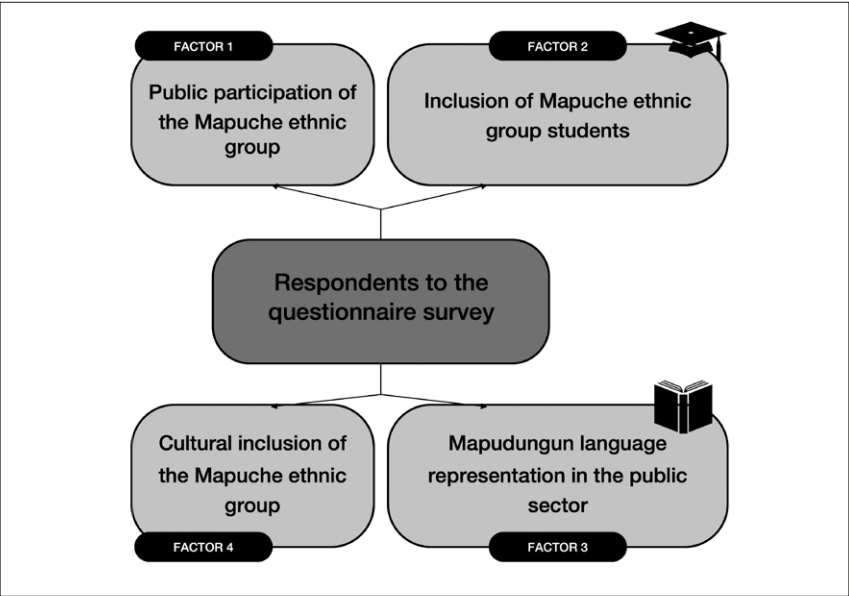 FACTOR 1
Public participation of
the Mapuche ethnic
group
FACTOR 2
Inclusion of Mapuche ethnic
group students
Respondents to the
questionnaire survey
Cultural inclusion of
the Mapuche ethnic
group
FACTOR 4
Mapudungun language
representation in the public
sector
FACTOR 3